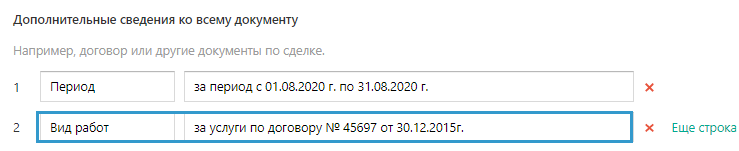 Дополнительные сведения ко всему документу
Например, договор или другие документы по сделке.
1 Период за период с 01.08.2020 г. по 31.08.2020 г.
2 Вид работ за услуги по договору № 45697 от 30.12.2015г. Еще строка